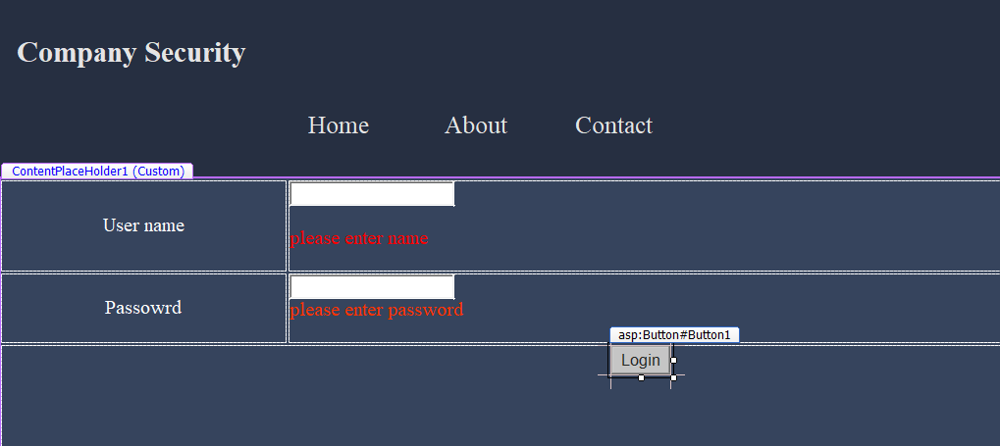 Company Security
Home About Contact
ContentPlaceHolder1 (Custom)
User name
please enter name
Passowrd
please enter password
asp:Button#Button1
Login